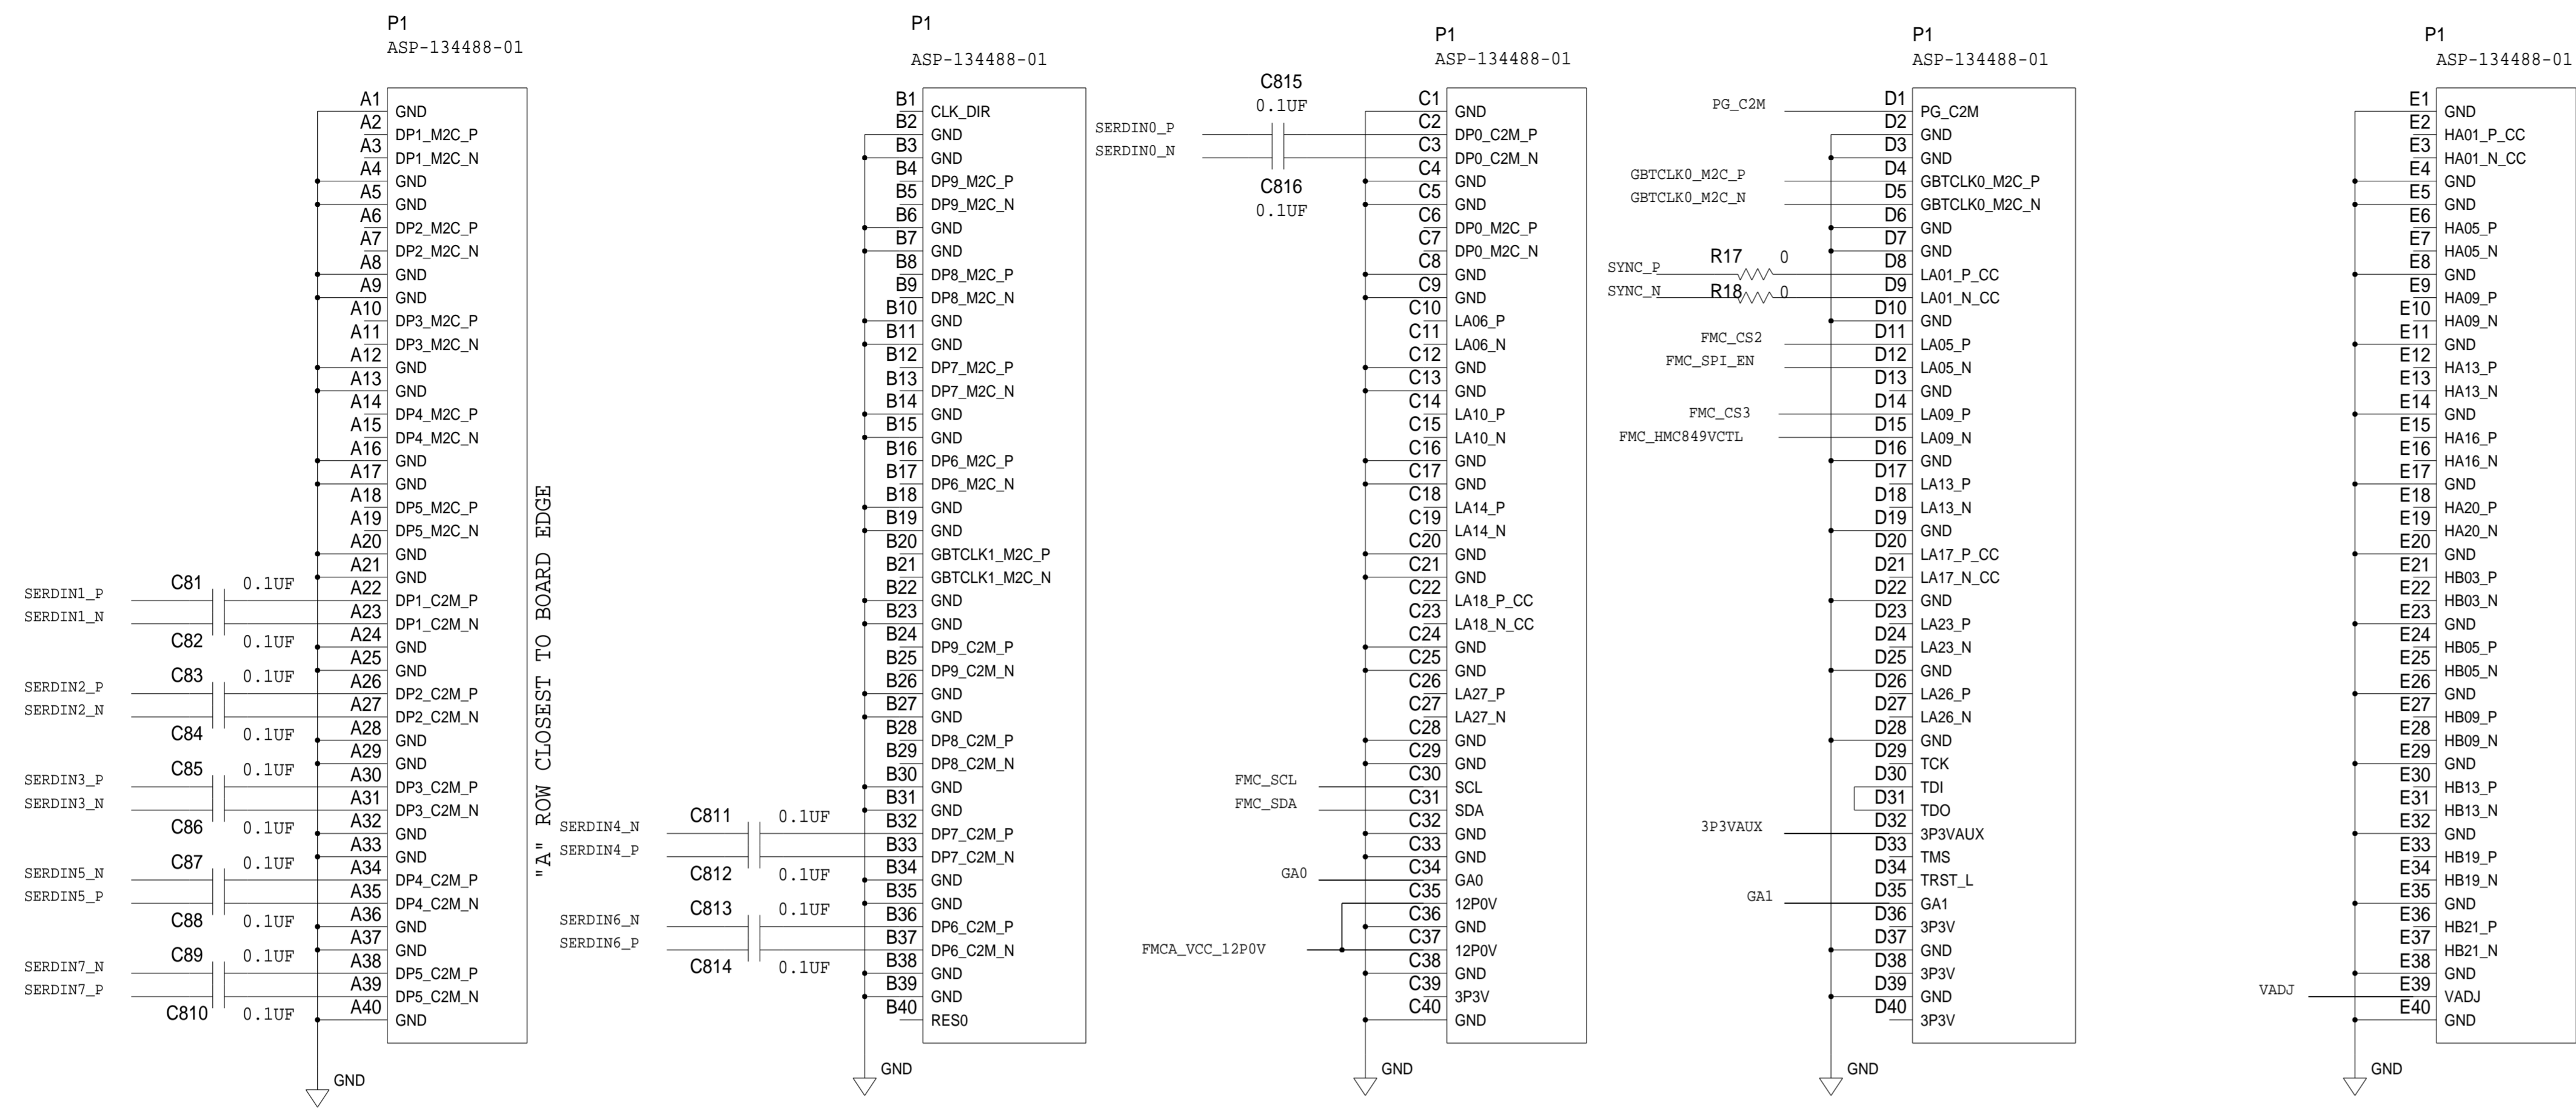 P1
ASP-134488-01
A1 GND
A2 DP1_M2C_P
A3 DP1_M2C_N
A4 GND
A5 GND
A6 DP2_M2C_P
A7 DP2_M2C_N
A8 GND
A9 GND
A10 DP3_M2C_P
A11 DP3_M2C_N
A12 GND
A13 GND
A14 DP4_M2C_P
A15 DP4_M2C_N
A16 GND
A17 GND
A18 DP5_M2C_P
A19 DP5_M2C_N
A20 GND
A21 GND
C81 0.1UF
SERDIN1_P A22 DP1_C2M_P
SERDIN1_N A23 DP1_C2M_N
C82 0.1UF
A24 GND
A25 GND
C83 0.1UF
SERDIN2_P A26 DP2_C2M_P
SERDIN2_N A27 DP2_C2M_N
C84 0.1UF
A28 GND
A29 GND
C85 0.1UF
SERDIN3_P A30 DP3_C2M_P
SERDIN3_N A31 DP3_C2M_N
C86 0.1UF
A32 GND
A33 GND
C87 0.1UF
SERDIN5_N A34 DP4_C2M_P
SERDIN5_P A35 DP4_C2M_N
C88 0.1UF
A36 GND
A37 GND
C89 0.1UF
SERDIN7_N A38 DP5_C2M_P
SERDIN7_P A39 DP5_C2M_N
C810 0.1UF
A40 GND
GND
"A" ROW CLOSEST TO BOARD EDGE
P1
ASP-134488-01
B1 CLK_DIR
B2 GND
B3 GND
B4 DP9_M2C_P
B5 DP9_M2C_N
B6 GND
B7 GND
B8 DP8_M2C_P
B9 DP8_M2C_N
B10 GND
B11 GND
B12 DP7_M2C_P
B13 DP7_M2C_N
B14 GND
B15 GND
B16 DP6_M2C_P
B17 DP6_M2C_N
B18 GND
B19 GND
B20 GBTCLK1_M2C_P
B21 GBTCLK1_M2C_N
B22 GND
B23 GND
B24 DP9_C2M_P
B25 DP9_C2M_N
B26 GND
B27 GND
B28 DP8_C2M_P
B29 DP8_C2M_N
B30 GND
B31 GND
C811 0.1UF
SERDIN4_N B32 DP7_C2M_P
SERDIN4_P B33 DP7_C2M_N
C812 0.1UF
B34 GND
B35 GND
C813 0.1UF
SERDIN6_N B36 DP6_C2M_P
SERDIN6_P B37 DP6_C2M_N
C814 0.1UF
B38 GND
B39 GND
B40 RES0
GND
P1
ASP-134488-01
C815
0.1UF
C1 GND
SERDIN0_P C2 DP0_C2M_P
SERDIN0_N C3 DP0_C2M_N
C816
0.1UF
C4 GND
C5 GND
C6 DP0_M2C_P
C7 DP0_M2C_N
C8 GND
C9 GND
C10 LA06_P
C11 LA06_N
C12 GND
C13 GND
C14 LA10_P
C15 LA10_N
C16 GND
C17 GND
C18 LA14_P
C19 LA14_N
C20 GND
C21 GND
C22 LA18_P_CC
C23 LA18_N_CC
C24 GND
C25 GND
C26 LA27_P
C27 LA27_N
C28 GND
C29 GND
FMC_SCL C30 SCL
FMC_SDA C31 SDA
C32 GND
C33 GND
GA0 C34 GA0
C35 12P0V
C36 GND
FMCA_VCC_12P0V C37 12P0V
C38 GND
C39 3P3V
C40 GND
GND
P1
ASP-134488-01
PG_C2M D1 PG_C2M
D2 GND
D3 GND
GBTCLK0_M2C_P D4 GBTCLK0_M2C_P
GBTCLK0_M2C_N D5 GBTCLK0_M2C_N
D6 GND
D7 GND
SYNC_P R17 0 D8 LA01_P_CC
SYNC_N R18 0 D9 LA01_N_CC
D10 GND
FMC_CS2 D11 LA05_P
FMC_SPI_EN D12 LA05_N
D13 GND
FMC_CS3 D14 LA09_P
FMC_HMC849VCTL D15 LA09_N
D16 GND
D17 LA13_P
D18 LA13_N
D19 GND
D20 LA17_P_CC
D21 LA17_N_CC
D22 GND
D23 LA23_P
D24 LA23_N
D25 GND
D26 LA26_P
D27 LA26_N
D28 GND
D29 TCK
D30 TDI
D31 TDO
3P3VAUX D32 3P3VAUX
D33 TMS
D34 TRST_L
GA1 D35 GA1
D36 3P3V
D37 GND
D38 3P3V
D39 GND
D40 3P3V
GND
P1
ASP-134488-01
E1 GND
E2 HA01_P_CC
E3 HA01_N_CC
E4 GND
E5 GND
E6 HA05_P
E7 HA05_N
E8 GND
E9 HA09_P
E10 HA09_N
E11 GND
E12 HA13_P
E13 HA13_N
E14 GND
E15 HA16_P
E16 HA16_N
E17 GND
E18 HA20_P
E19 HA20_N
E20 GND
E21 HB03_P
E22 HB03_N
E23 GND
E24 HB05_P
E25 HB05_N
E26 GND
E27 HB09_P
E28 HB09_N
E29 GND
E30 HB13_P
E31 HB13_N
E32 GND
E33 HB19_P
E34 HB19_N
E35 GND
E36 HB21_P
E37 HB21_N
E38 GND
VADJ E39 VADJ
E40 GND
GND